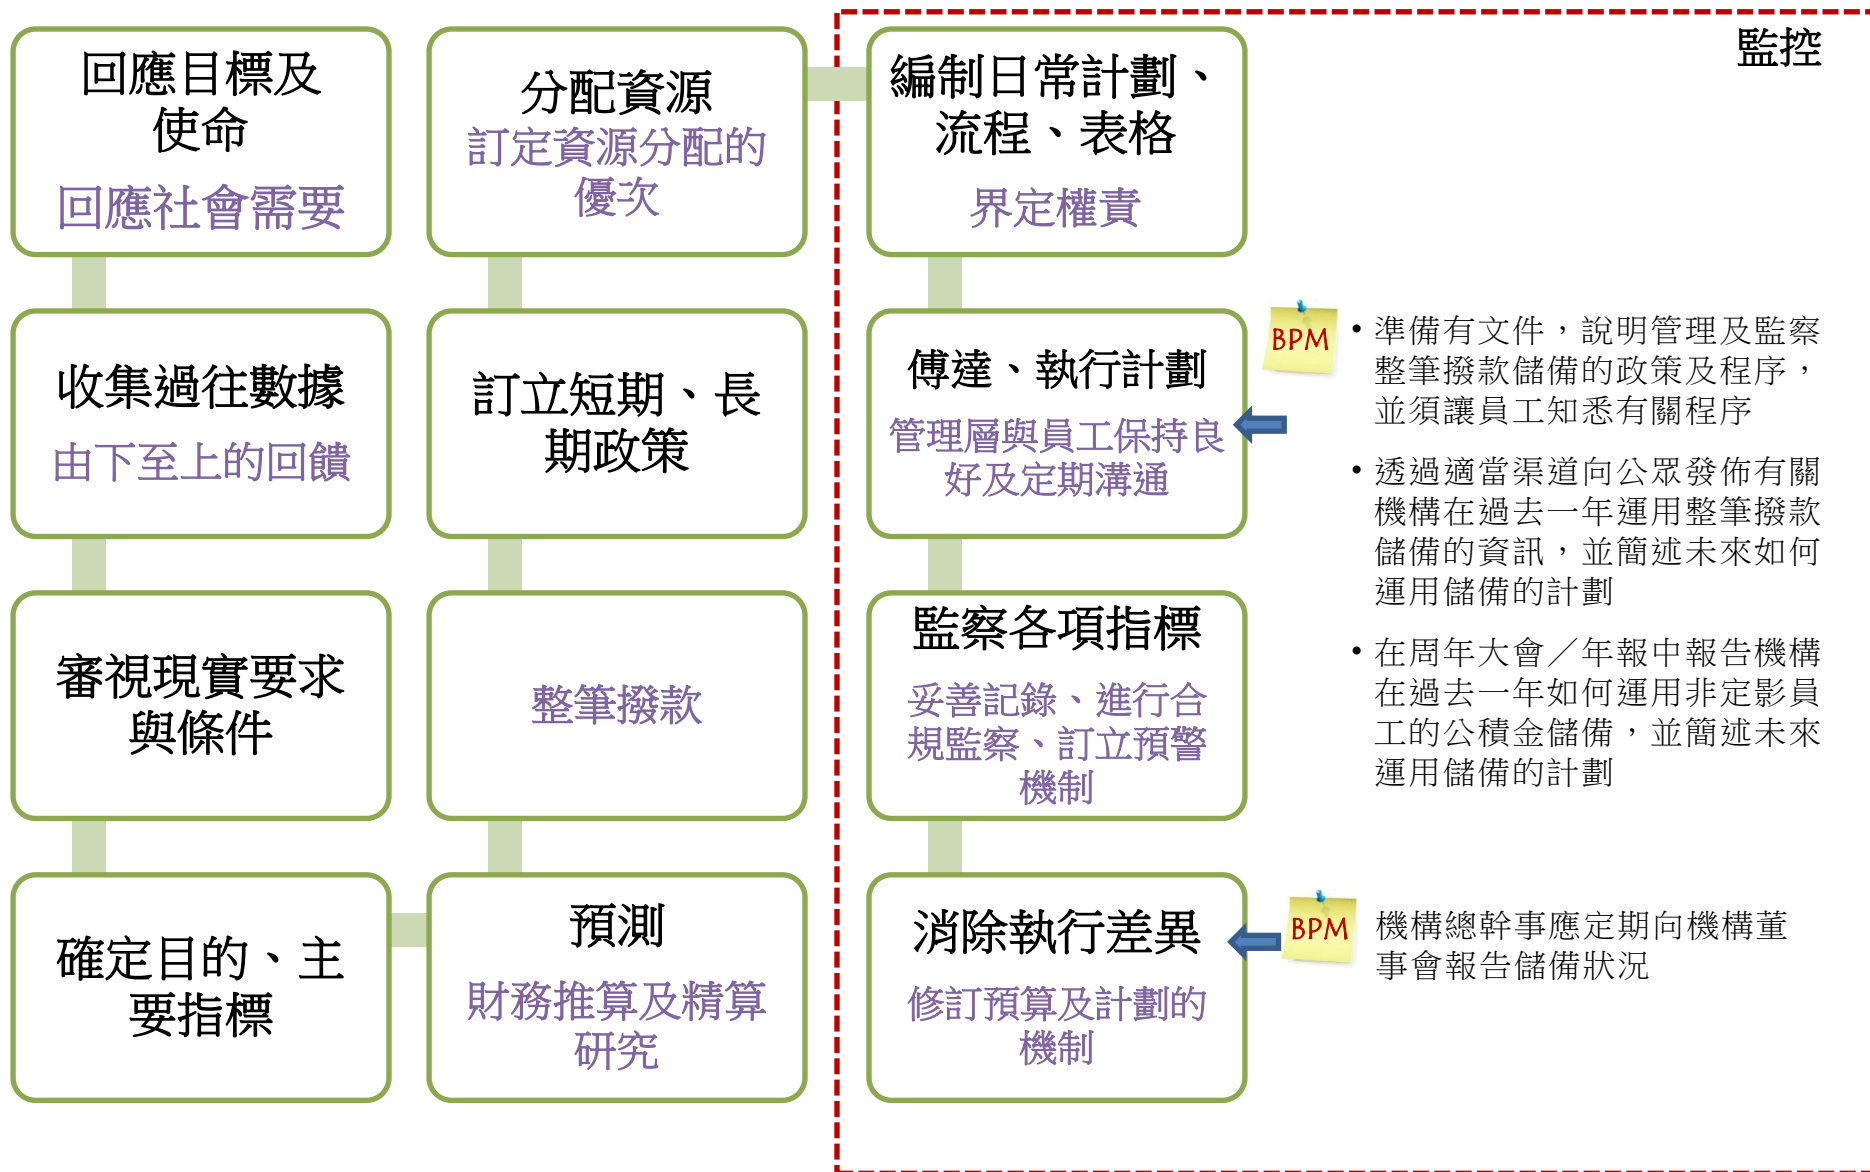 回應目標及
使命
回應社會需要
收集過往數據
由下至上的回饋
審視現實要求
與條件
確定目的、主
要指標
分配資源
訂定資源分配的
優次
訂立短期、長
期政策
整筆撥款
預測
財務推算及精算
研究
監控
編制日常計劃、
流程、表格
界定權責
傅達、執行計劃
管理層與員工保持良
好及定期溝通
BPM
• 準備有文件，說明管理及監察
整筆撥款儲備的政策及程序，
並須讓員工知悉有關程序
• 透過適當渠道向公眾發佈有關
機構在過去一年運用整筆撥款
儲備的資訊，並簡述未來如何
運用儲備的計劃
• 在周年大會／年報中報告機構
在過去一年如何運用非定影員
工的公積金儲備，並簡述未來
運用儲備的計劃
監察各項指標
妥善記錄、進行合
規監察、訂立預警
機制
消除執行差異
修訂預算及計劃的
機制
BPM
機構總幹事應定期向機構董
事會報告儲備狀況